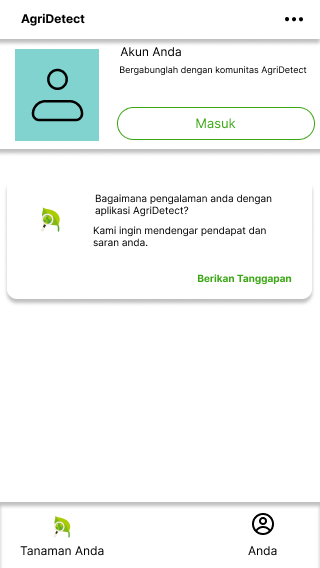 AgriDetect
Akun Anda
Bergabunglah dengan komunitas AgriDetect
Masuk
Bagaimana pengalaman anda dengan
aplikasi AgriDetect?
Kami ingin mendengar pendapat dan
saran anda.
Berikan Tanggapan
Tanaman Anda
Anda